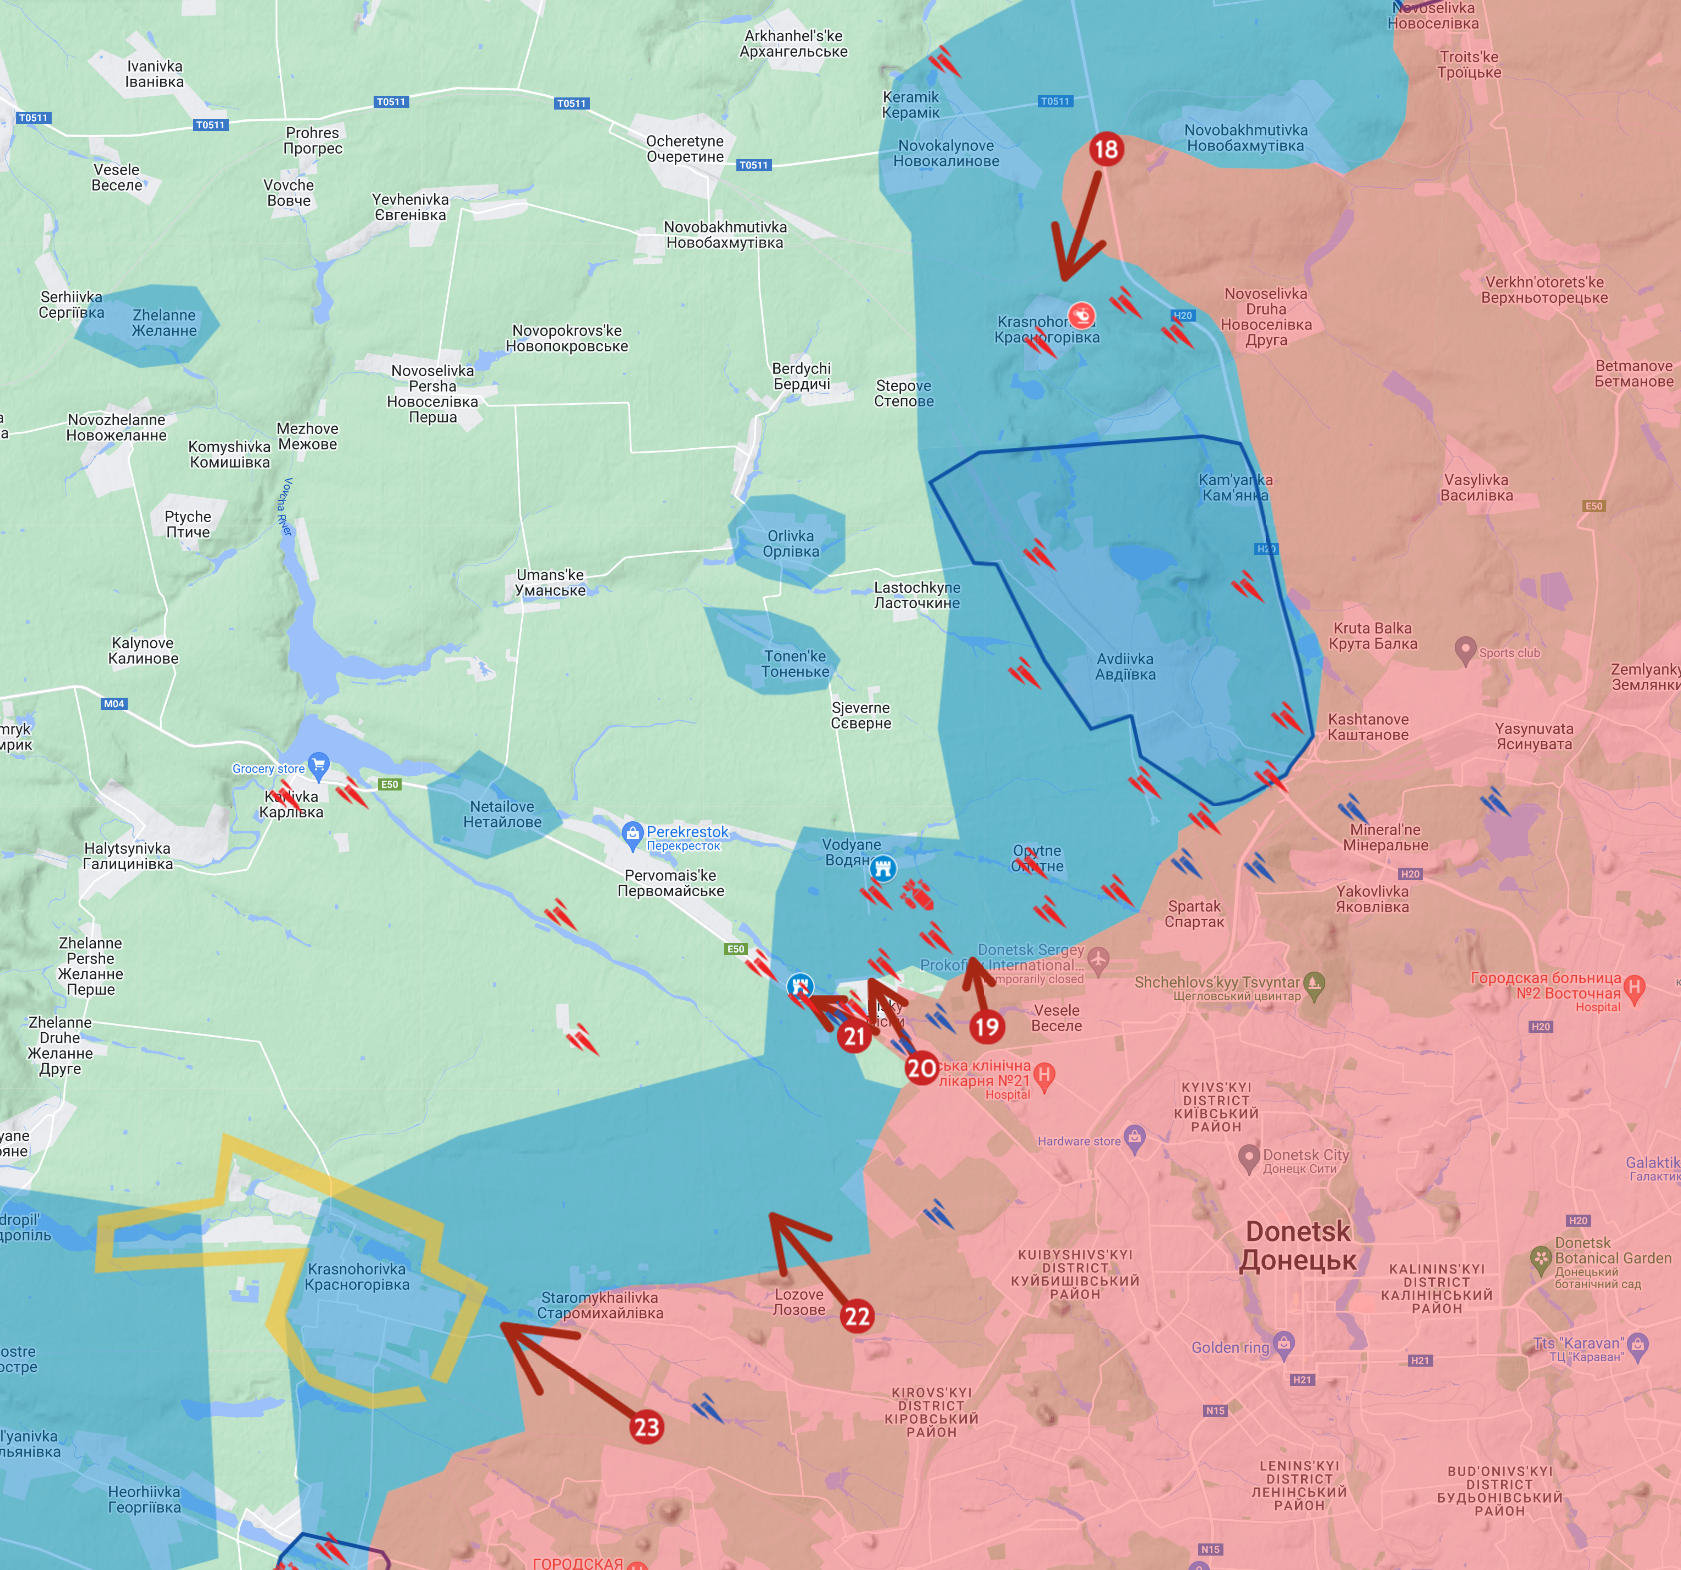 Novoselivka
Новоселівка
Arkhanhel's'ke
Архангельське
Troits'ke
Троїцьке
Ivanivka
Іванівка
Keramik
Керамік
T0511
T0511
T0511
T0511
T0511
Prohres
Прогрес
Ocheretyne
Очеретине
Novobakhmutivka
Новобахмутівка
Novokalynove
Новокалинове
18
T0511
Vesele
Веселе
Vovche
Вовче
Yevhenivka
Євгенівка
Novobakhmutivka
Новобахмутівка
Serhiivka
Сергіївка
Zhelanne
Желанне
Verkhn'otorets'ke
Верхньоторецьке
Novoselivka
Druha
Новоселівка
Друга
H20
Krasnohorivka
Красногорівка
Novopokrovs'ke
Новопокровське
Novoselivka
Persha
Новоселівка
Перша
Berdychi
Бердичі
Stepove
Степове
Betmanove
Бетманове
Novozhelanne
Новожеланне
Mezhove
Межове
Komyshivka
Комишівка
Kam'yanka
Кам'янка
Vasylivka
Василівка
E50
Vovcha River
Ptyche
Птиче
Orlivka
Орлівка
H20
Umans'ke
Уманське
Lastochkyne
Ласточкине
Kalynove
Калинове
Tonen'ke
Тоненьке
Avdiivka
Авдіївка
Kruta Balka
Крута Балка
Sports club
Zemlyanky
Землянки
M04
Sjeverne
Сєверне
Kashtanove
Каштанове
Yasynuvata
Ясинувата
Grocery store
E50
Karlivka
Карлівка
Netailove
Нетайлове
Perekrestok
Перекресток
Vodyane
Opytne
Опитне
Mineral'ne
Мінеральне
Halytsynivka
Галицинівка
Pervomais'ke
Первомайське
H20
Yakovlivka
Яковлівка
Spartak
Спартак
E50
Zhelanne
Pershe
Желанне
Перше
Donetsk Sergey
Prokofiev International...
Temporarily closed
Shchehlovs'kyy Tsvyntar
Щегловський цвинтар
Городская больница
№2 Восточная
Hospital
Vesele
Веселе
H20
19
21
20
Zhelanne
Druhe
Желанне
Друге
лікарня №21
Hospital
KYIVS'KYI
DISTRICT
КИЇВСЬКИЙ
РАЙОН
Hardware store
Donetsk City
Донецк Сити
Donetsk
Донецьк
H20
Donetsk
Botanical Garden
Донецький
ботанічний сад
KUIBYSHIVS'KYI
DISTRICT
КУЙБИШІВСЬКИЙ
РАЙОН
KALININS'KYI
DISTRICT
КАЛІНІНСЬКИЙ
РАЙОН
Krasnohorivka
Красногорівка
Staromykhailivka
Старомихайлівка
Lozove
Лозове
22
Golden ring
Tts "Karavan"
ТЦ "Караван"
H21
H21
N15
23
KIROVS'KYI
DISTRICT
КІРОВСЬКИЙ
РАЙОН
LENINS'KYI
DISTRICT
ЛЕНІНСЬКИЙ
РАЙОН
BUD'ONIVS'KYI
DISTRICT
БУДЬОНІВСЬКИЙ
РАЙОН
Heorhiivka
Георгіївка
N15
ГОРОДСКАЯ